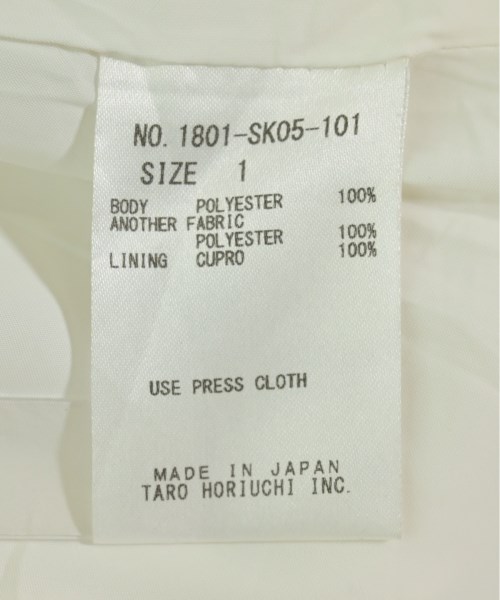 NO. 1801-SK05-101
SIZE 1
BODY POLYESTER 100%
ANOTHER FABRIC
POLYESTER 100%
LINING CUPRO 100%
USE PRESS CLOTH
MADE IN JAPAN
TARO HORIUCHI INC.